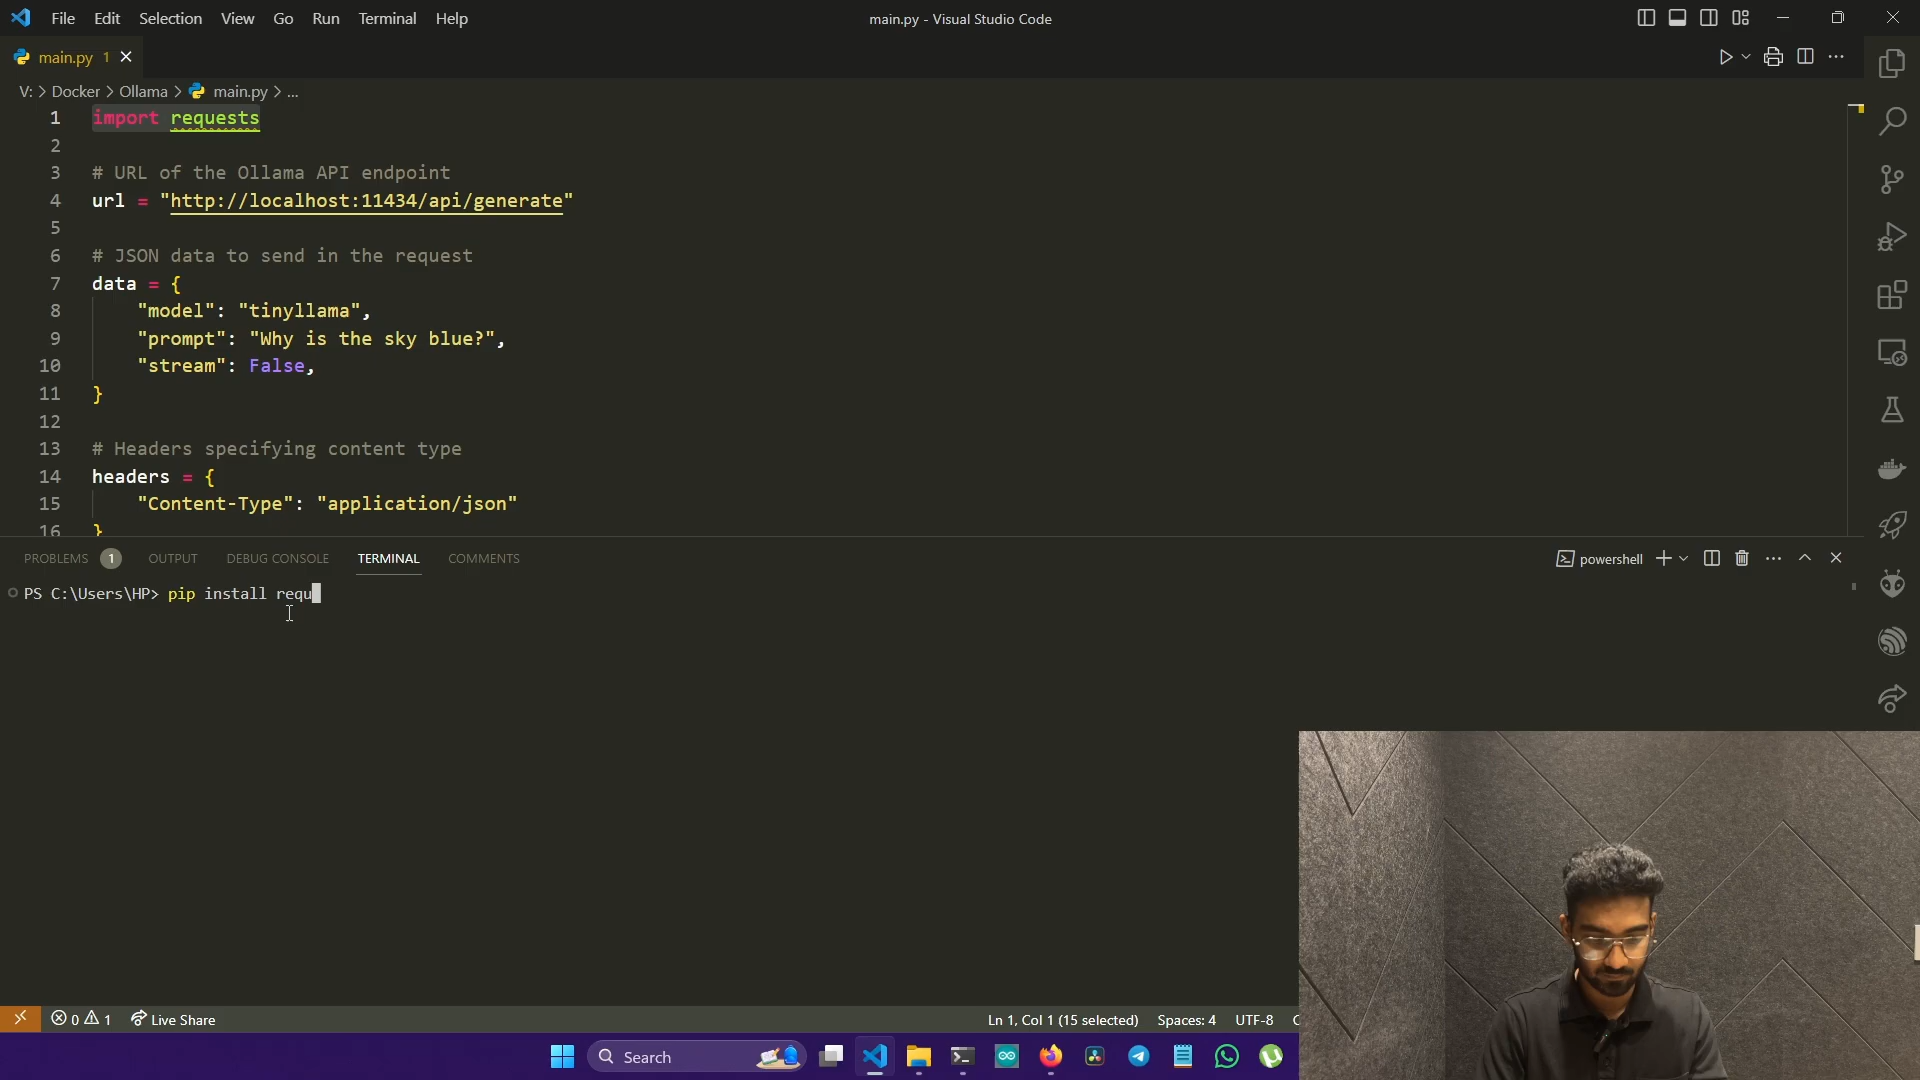 File Edit Selection View Go Run Terminal Help
main.py - Visual Studio Code
main.py 1
V: > Docker > Ollama > main.py > ...
1 import requests
2
3 # URL of the Ollama API endpoint
4 url = "http://localhost:11434/api/generate"
5
6 # JSON data to send in the request
7 data = {
8 "model": "tinyllama",
9 "prompt": "Why is the sky blue?",
10 "stream": False,
11 }
12
13 # Headers specifying content type
14 headers = {
15 "Content-Type": "application/json"
16 }
PROBLEMS 1 OUTPUT DEBUG CONSOLE TERMINAL COMMENTS
powershell
PS C:\Users\HP> pip install requ
0 1 Live Share
Ln 1, Col 1 (15 selected) Spaces: 4 UTF-8
Search